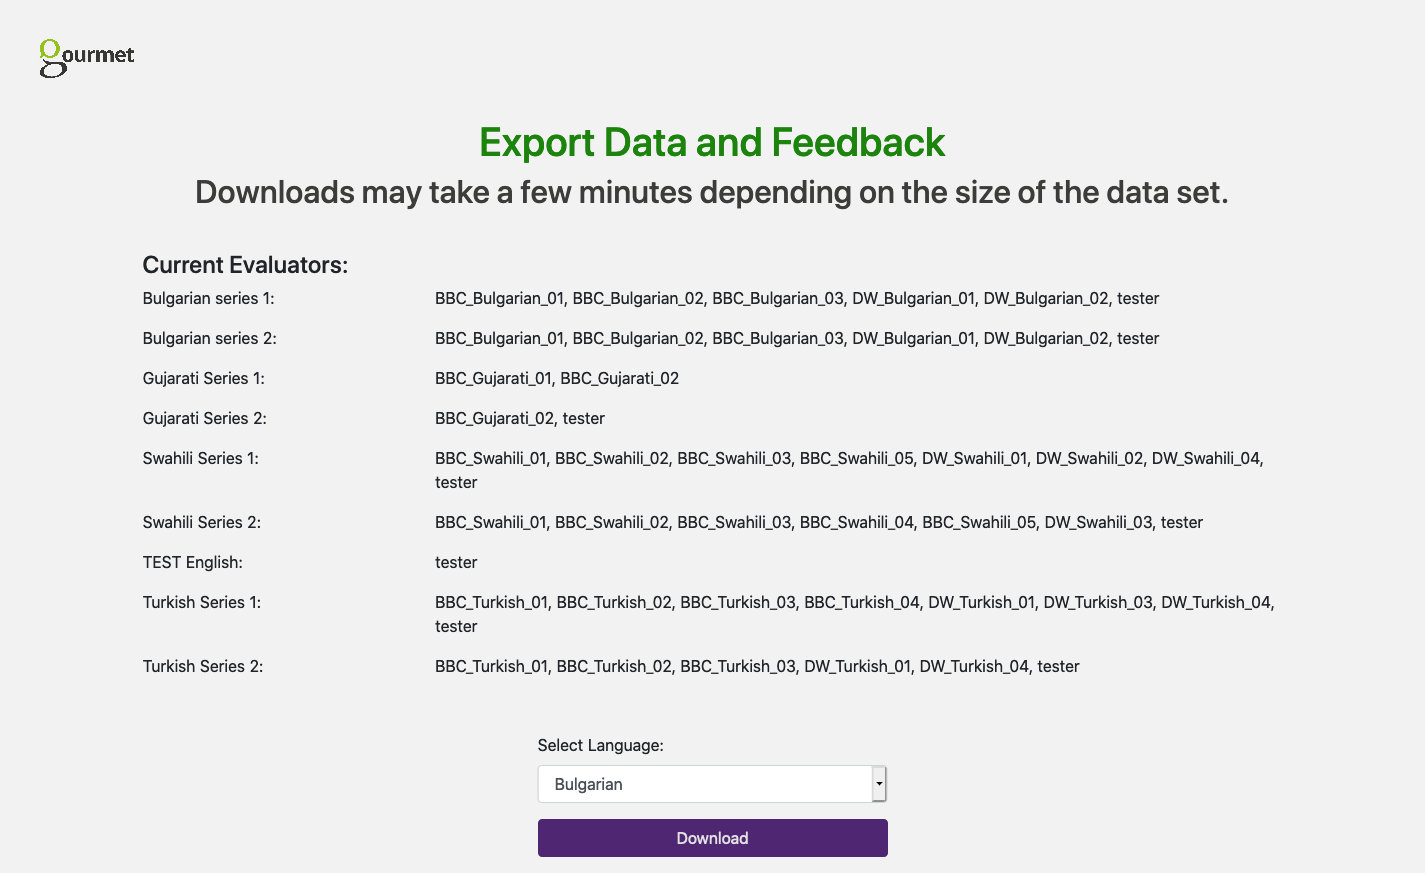 gourmet
Export Data and Feedback
Downloads may take a few minutes depending on the size of the data set.
Current Evaluators:
Bulgarian series 1: BBC_Bulgarian_01, BBC_Bulgarian_02, BBC_Bulgarian_03, DW_Bulgarian_01, DW_Bulgarian_02, tester
Bulgarian series 2: BBC_Bulgarian_01, BBC_Bulgarian_02, BBC_Bulgarian_03, DW_Bulgarian_01, DW_Bulgarian_02, tester
Gujarati Series 1: BBC_Gujarati_01, BBC_Gujarati_02
Gujarati Series 2: BBC_Gujarati_02, tester
Swahili Series 1: BBC_Swahili_01, BBC_Swahili_02, BBC_Swahili_03, BBC_Swahili_05, DW_Swahili_01, DW_Swahili_02, DW_Swahili_04,
tester
Swahili Series 2: BBC_Swahili_01, BBC_Swahili_02, BBC_Swahili_03, BBC_Swahili_04, BBC_Swahili_05, DW_Swahili_03, tester
TEST English: tester
Turkish Series 1: BBC_Turkish_01, BBC_Turkish_02, BBC_Turkish_03, BBC_Turkish_04, DW_Turkish_01, DW_Turkish_03, DW_Turkish_04,
tester
Turkish Series 2: BBC_Turkish_01, BBC_Turkish_02, BBC_Turkish_03, DW_Turkish_01, DW_Turkish_04, tester
Select Language:
Bulgarian
Download